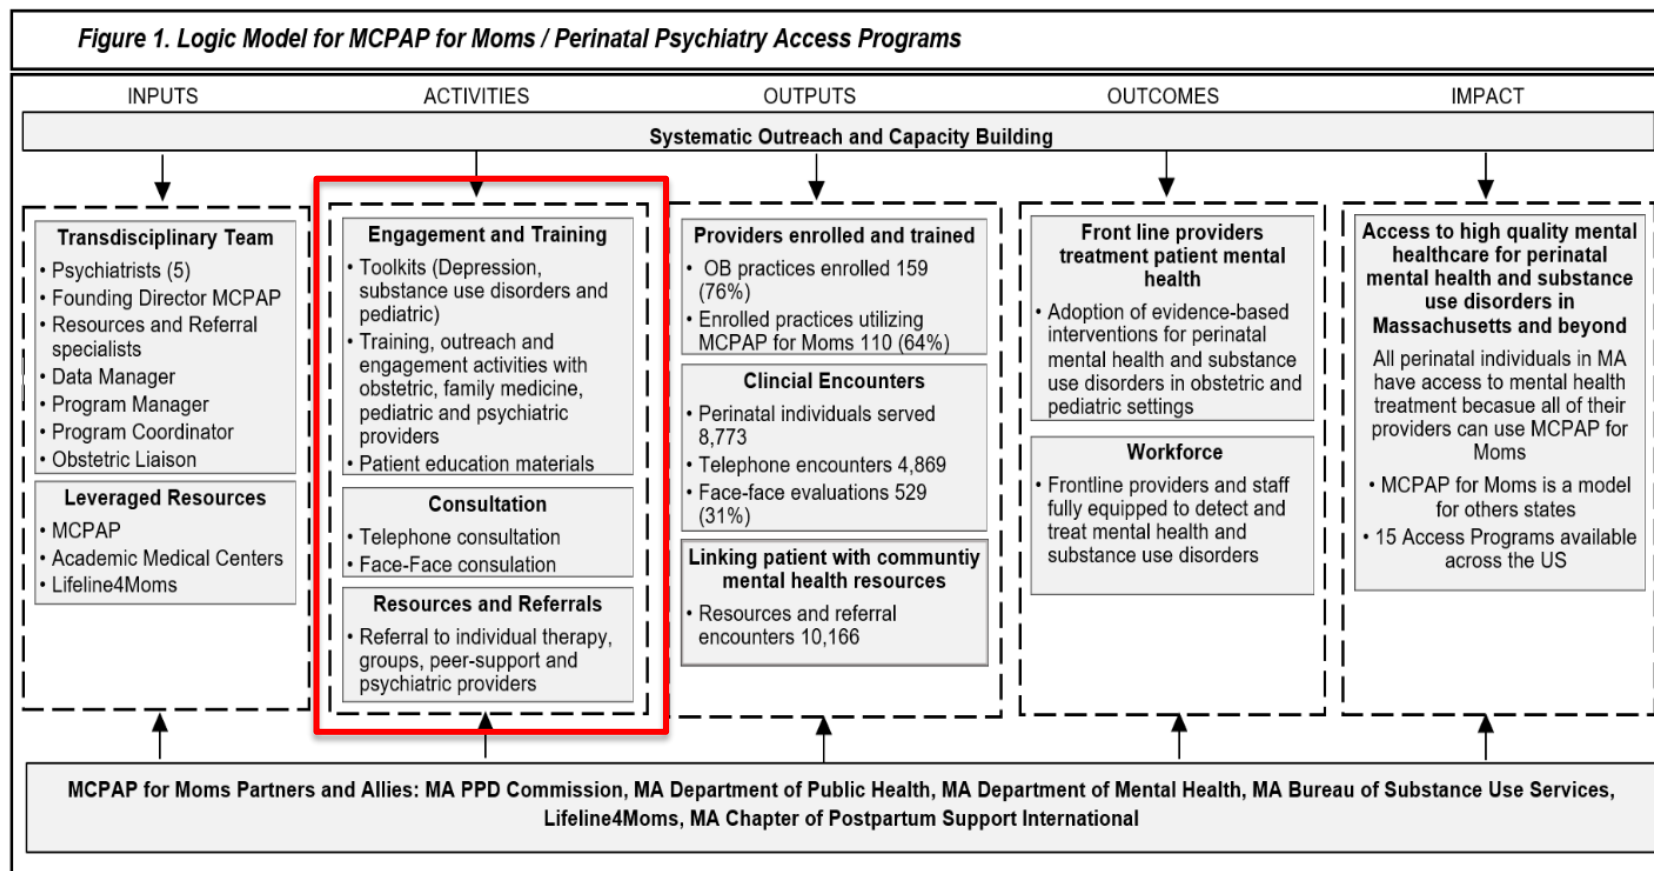 Figure 1. Logic Model for MCPAP for Moms / Perinatal Psychiatry Access Programs
INPUTS
ACTIVITIES
OUTPUTS
OUTCOMES
IMPACT
Systematic Outreach and Capacity Building
Transdisciplinary Team
• Psychiatrists (5)
• Founding Director MCPAP
• Resources and Referral
specialists
• Data Manager
• Program Manager
• Program Coordinator
• Obstetric Liaison
Leveraged Resources
• MCPAP
• Academic Medical Centers
• Lifeline4Moms
Engagement and Training
• Toolkits (Depression,
substance use disorders and
pediatric)
• Training, outreach and
engagement activities with
obstetric, family medicine,
pediatric and psychiatric
providers
• Patient education materials
Consultation
• Telephone consultation
• Face-Face consulation
Resources and Referrals
• Referral to individual therapy,
groups, peer-support and
psychiatric providers
Providers enrolled and trained
• OB practices enrolled 159
(76%)
• Enrolled practices utilizing
MCPAP for Moms 110 (64%)
Clincial Encounters
• Perinatal individuals served
8,773
• Telephone encounters 4,869
• Face-face evaluations 529
(31%)
Linking patient with communtiy
mental health resources
• Resources and referral
encounters 10,166
Front line providers
treatment patient mental
health
• Adoption of evidence-based
interventions for perinatal
mental health and substance
use disorders in obstetric and
pediatric settings
Workforce
• Frontline providers and staff
fully equipped to detect and
treat mental health and
substance use disorders
Access to high quality mental
healthcare for perinatal
mental health and substance
use disorders in
Massachusetts and beyond
All perinatal individuals in MA
have access to mental health
treatment becasue all of their
providers can use MCPAP for
Moms
• MCPAP for Moms is a model
for others states
• 15 Access Programs available
across the US
MCPAP for Moms Partners and Allies: MA PPD Commission, MA Department of Public Health, MA Department of Mental Health, MA Bureau of Substance Use Services,
Lifeline4Moms, MA Chapter of Postpartum Support International